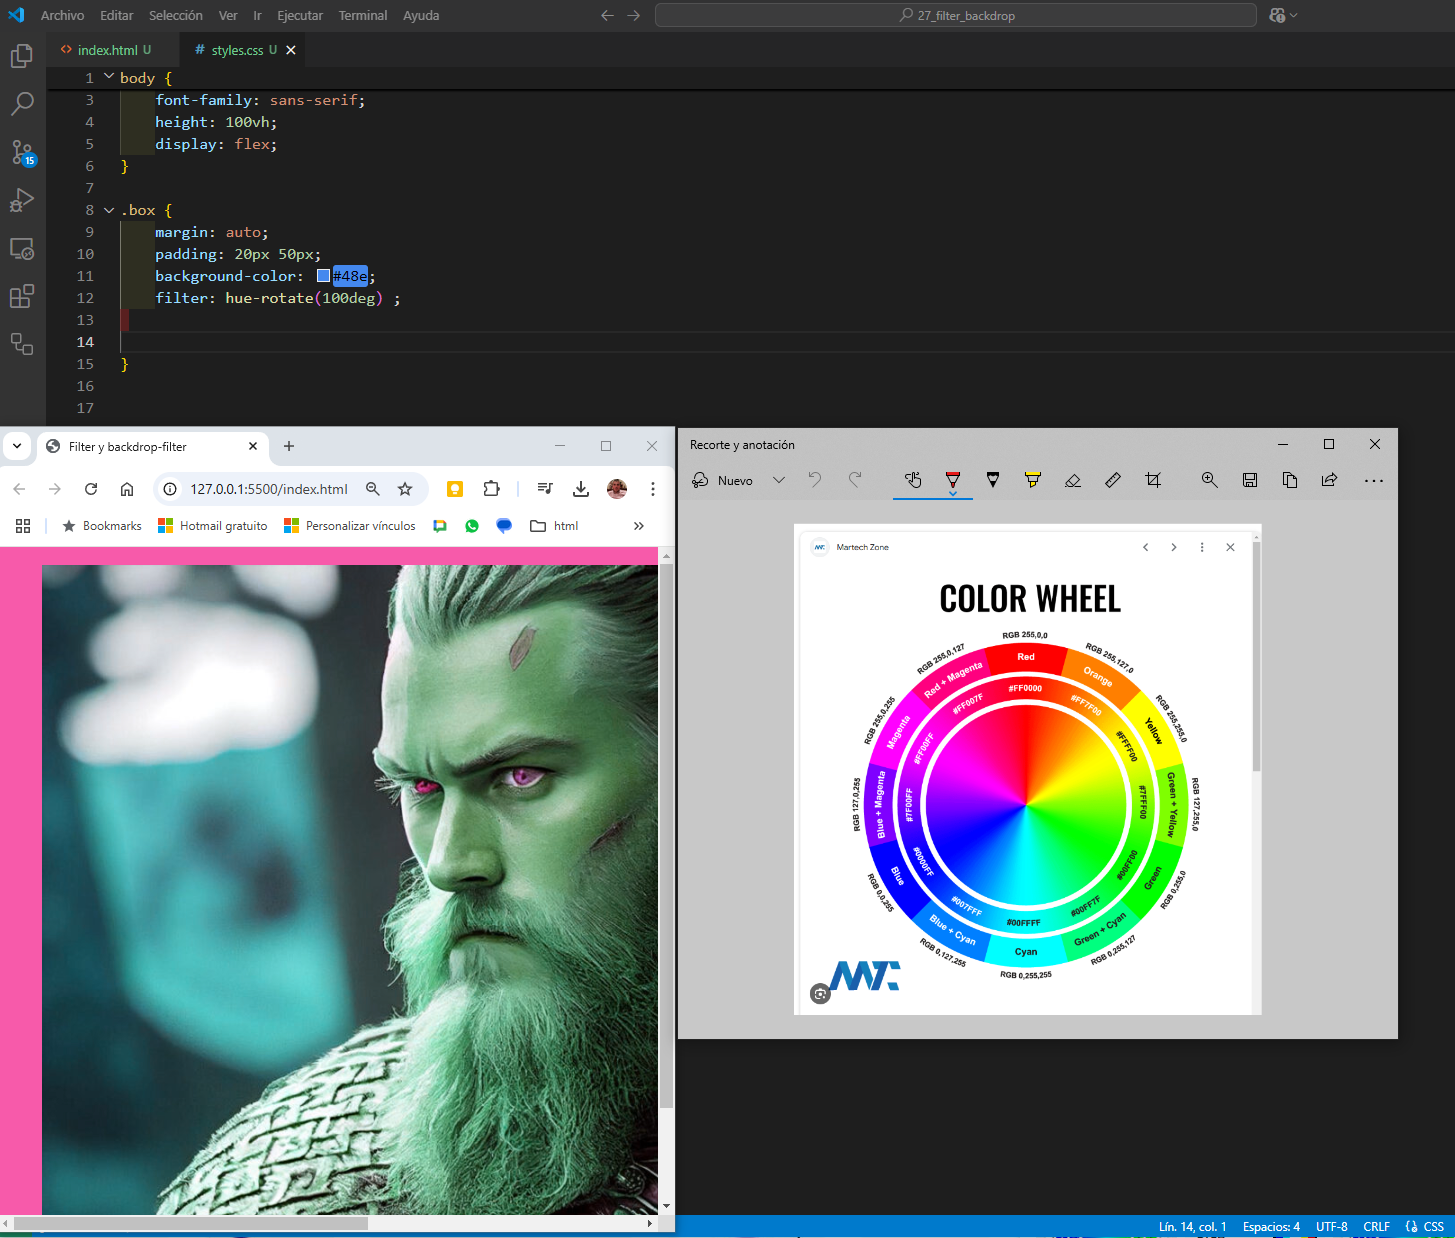 Archivo Editar Selección Ver Ir Ejecutar Terminal Ayuda
27_filter_backdrop
index.html U
# styles.css U
15
1 body {
3 font-family: sans-serif;
4 height: 100vh;
5 display: flex;
6 }
7
8 .box {
9 margin: auto;
10 padding: 20px 50px;
11 background-color: #48e;
12 filter: hue-rotate(100deg) ;
13
14
15 }
16
17
Filter y backdrop-filter
127.0.0.1:5500/index.html
Bookmarks Hotmail gratuito Personalizar vínculos html
Recorte y anotación
Nuevo
Martech Zone
COLOR WHEEL
RGB 255,0,0
Red
#FF0000
RGB 255,127,0
Orange
#FF7F00
RGB 255,255,0
Yellow
#FFFF00
RGB 127,255,0
Green + Yellow
#7FFF00
RGB 0,255,0
Green
#00FF00
RGB 0,255,127
Green + Cyan
#00FF7F
RGB 0,255,255
Cyan
#00FFFF
RGB 0,127,255
Blue + Cyan
#007FFF
RGB 0,0,255
Blue
#0000FF
RGB 127,0,255
Blue + Magenta
#7F00FF
RGB 255,0,255
Magenta
#FF00FF
RGB 255,0,127
Red + Magenta
#FF007F
Lín. 14, col. 1 Espacios: 4 UTF-8 CRLF CSS